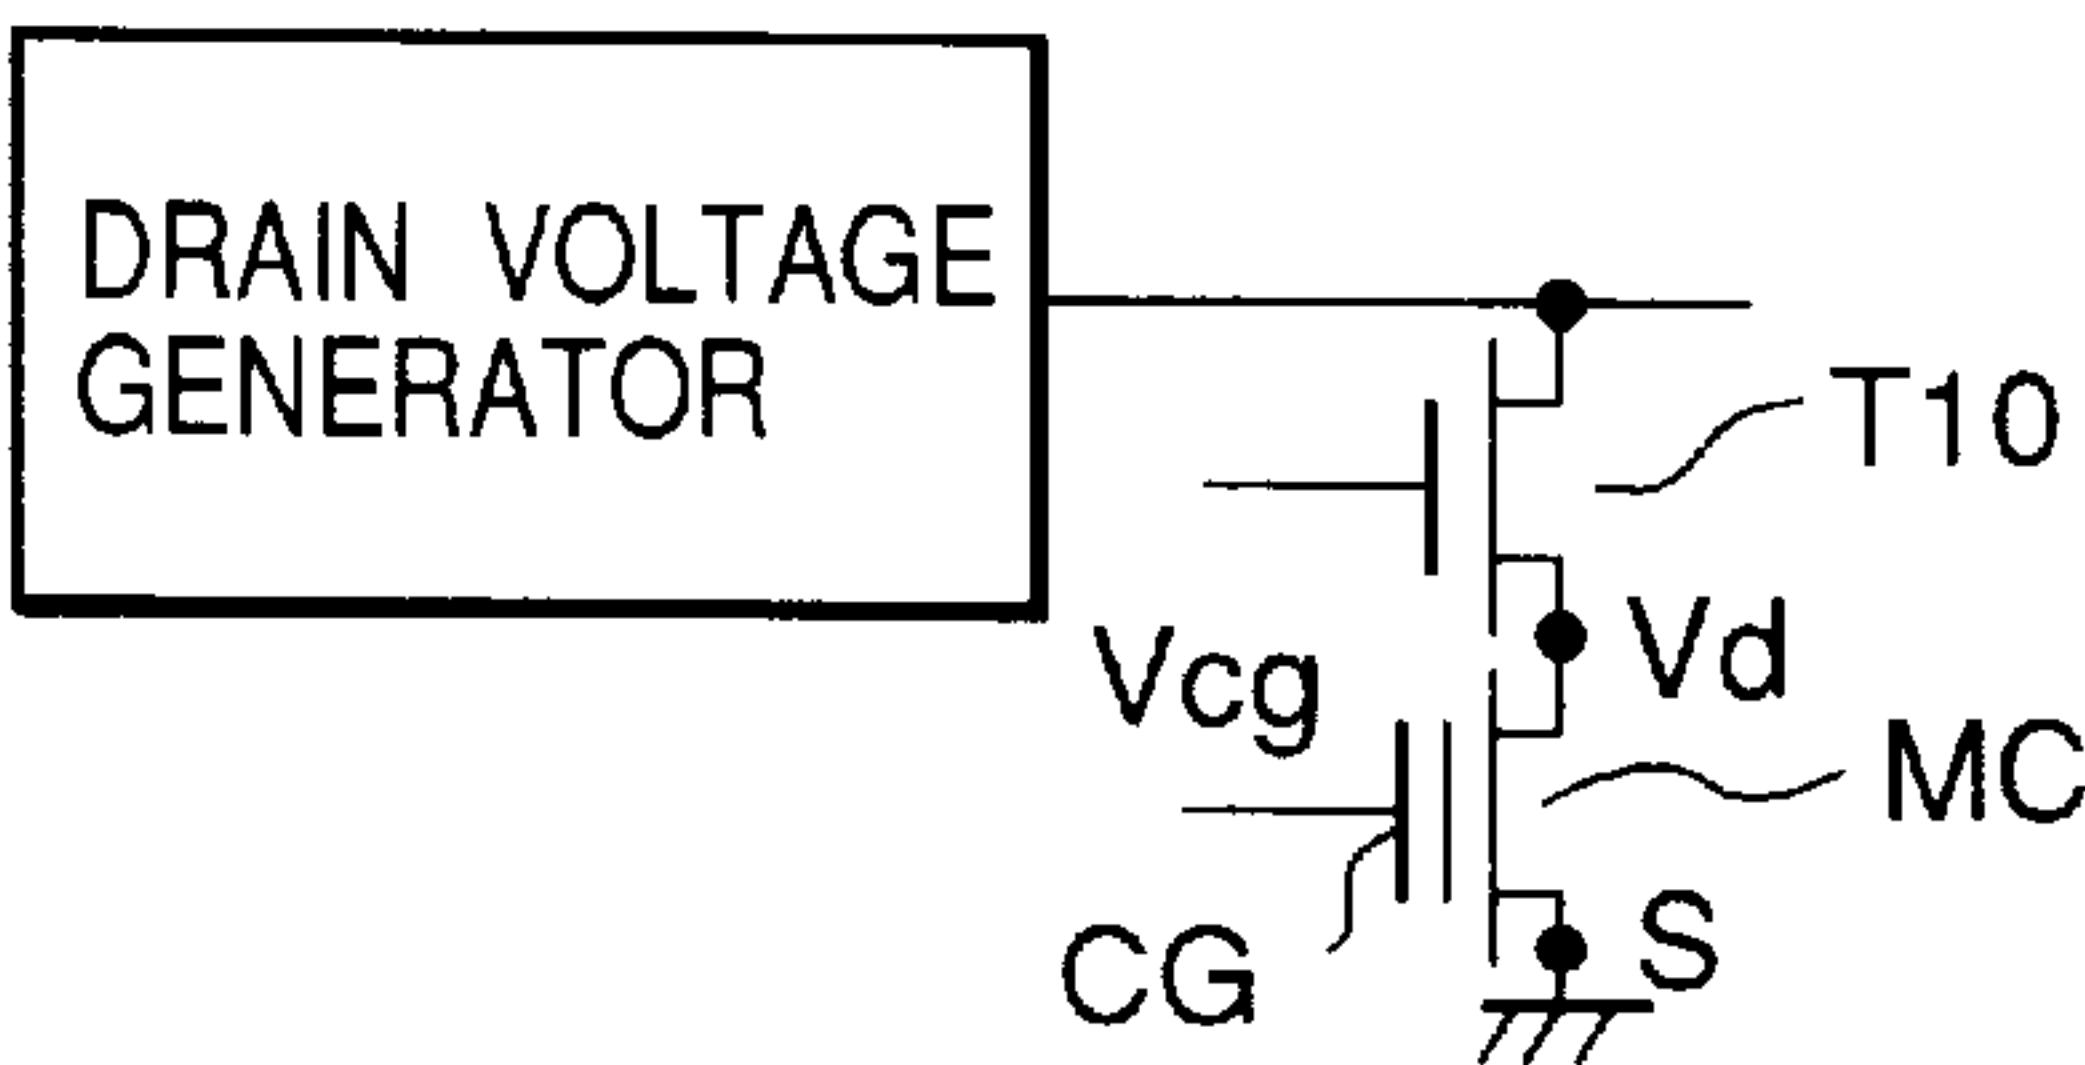 DRAIN VOLTAGE
GENERATOR
T10
Vd
Vcg
MC
CG
S